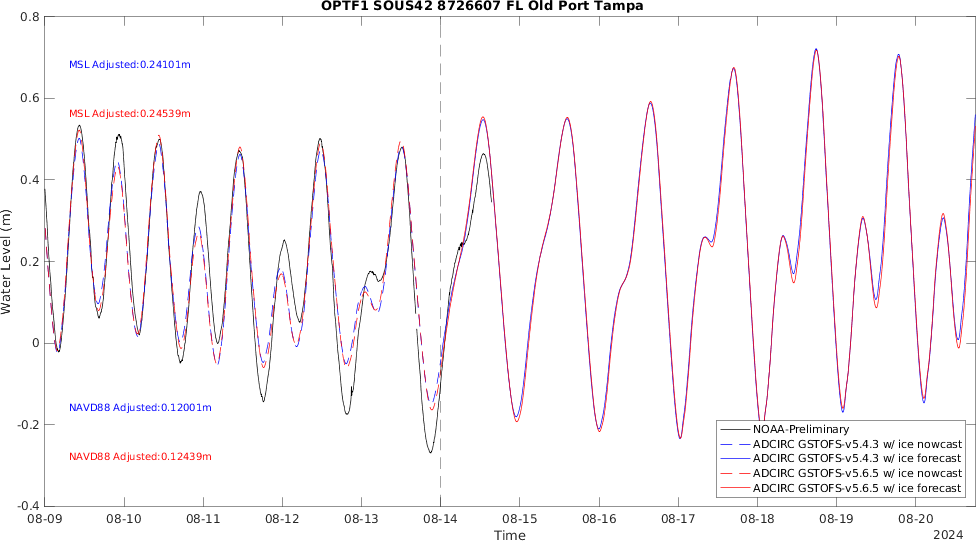 OPTF1 SOUS42 8726607 FL Old Port Tampa
0.8
0.6
0.4
0.2
0
-0.2
-0.4
Water Level (m)
MSL Adjusted:0.24101m
MSL Adjusted:0.24539m
NAVD88 Adjusted:0.12001m
NAVD88 Adjusted:0.12439m
NOAA-Preliminary
ADCIRC GSTOFS-v5.4.3 w/ ice nowcast
ADCIRC GSTOFS-v5.4.3 w/ ice forecast
ADCIRC GSTOFS-v5.6.5 w/ ice nowcast
ADCIRC GSTOFS-v5.6.5 w/ ice forecast
08-09 08-10 08-11 08-12 08-13 08-14 08-15 08-16 08-17 08-18 08-19 08-20
Time
2024